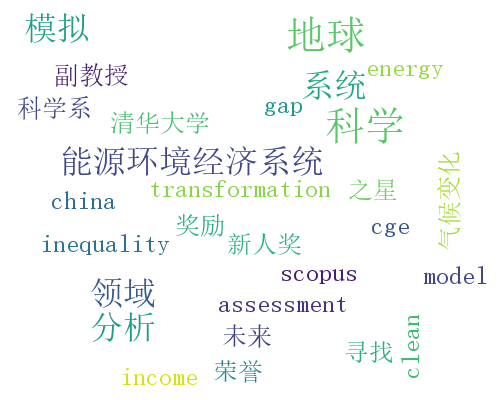 模拟
地球
副教授
系统
energy
科学系
gap
清华大学
科学
能源环境经济系统
气候变化
china
transformation
之星
奖励
cge
inequality
新人奖
scopus
model
领域
assessment
分析
未来
寻找
clean
income
荣誉